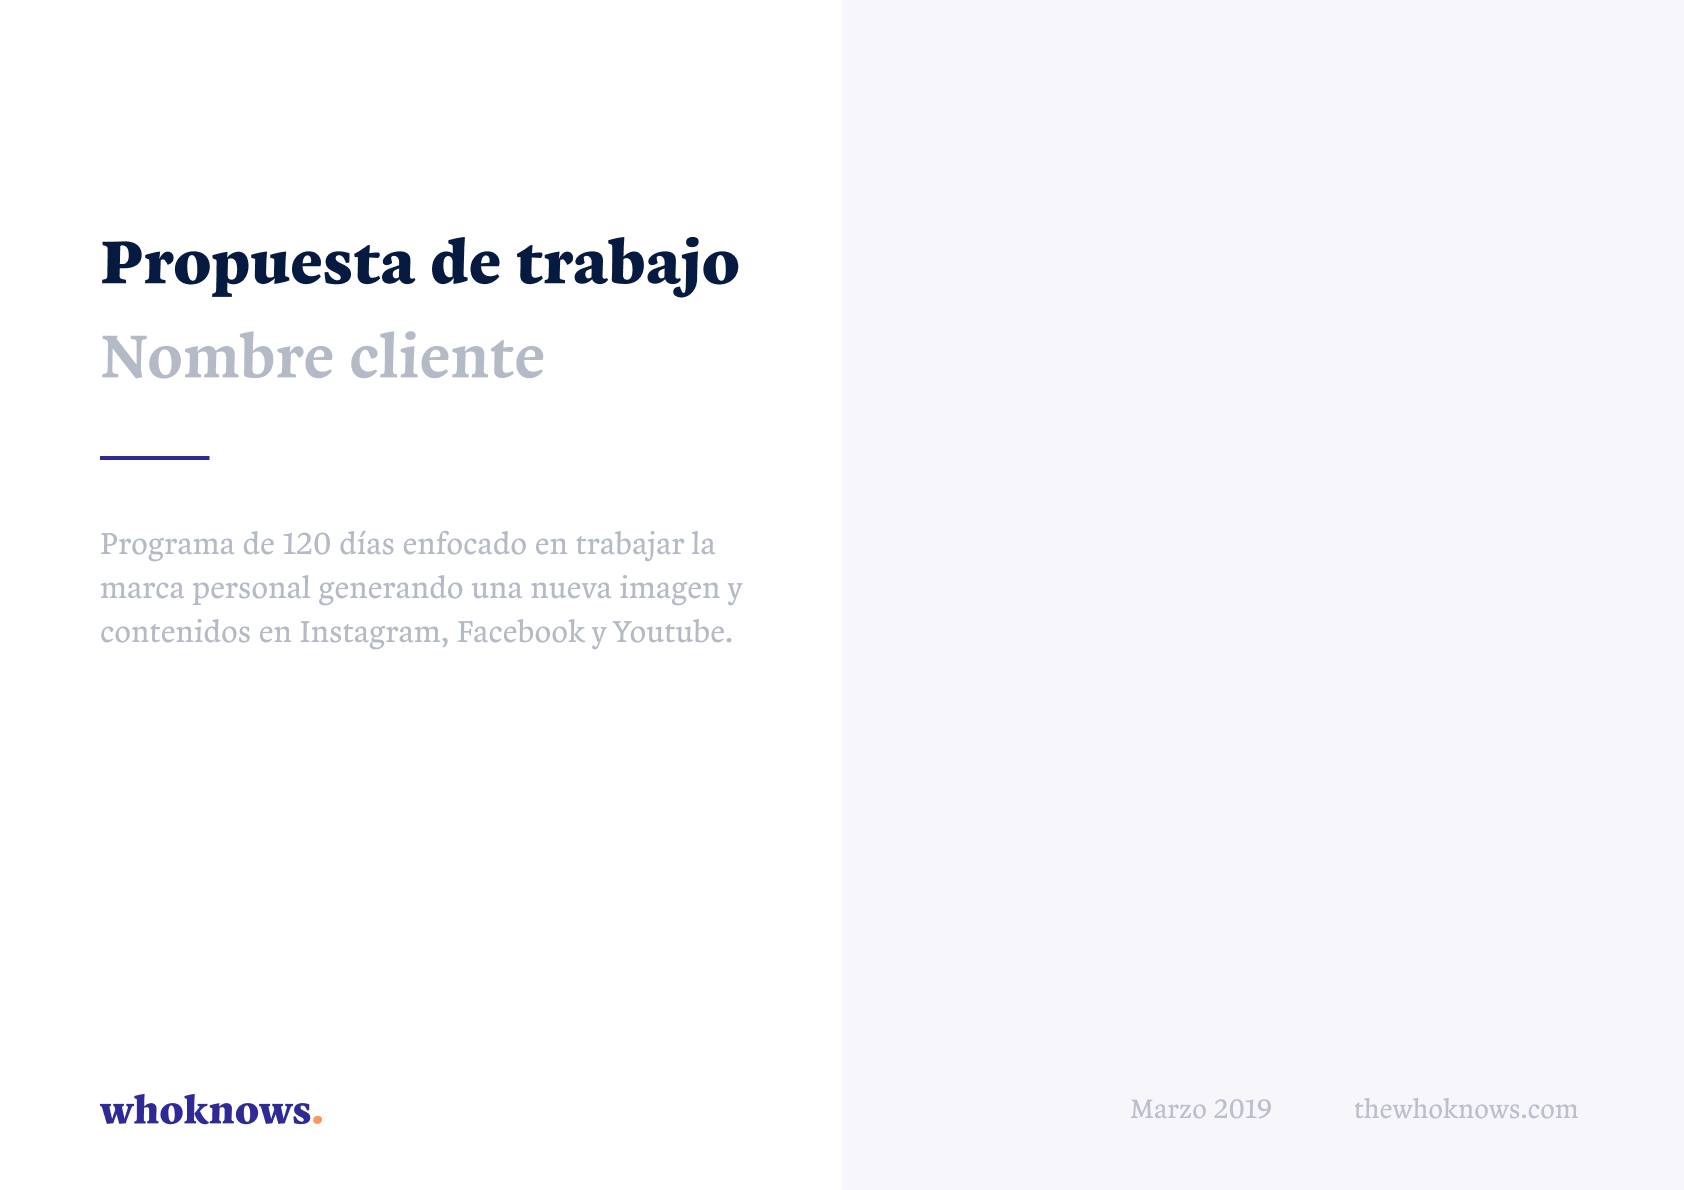 Propuesta de trabajo
Nombre cliente
Programa de 120 días enfocado en trabajar la
marca personal generando una nueva imagen y
contenidos en Instagram, Facebook y Youtube.
whoknows.
Marzo 2019
thewhoknows.com